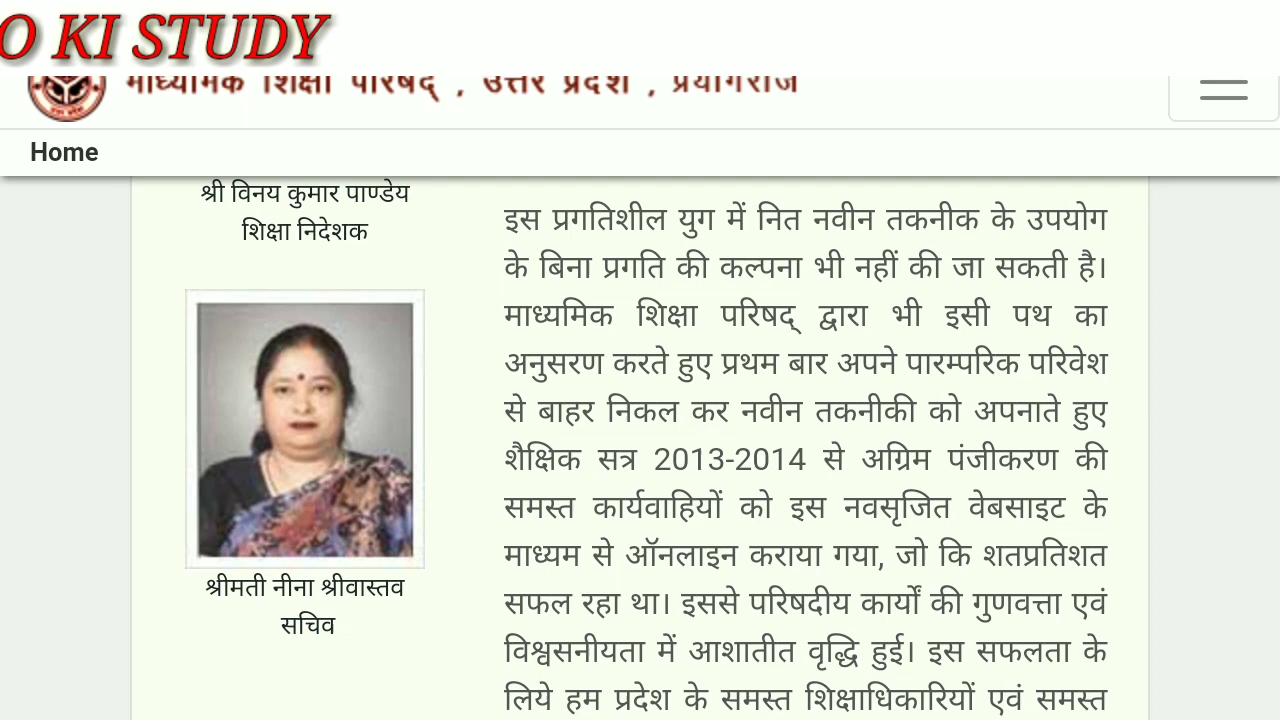 O KI STUDY
माध्यमिक शिक्षा परिषद् , उत्तर प्रदेश , प्रयागराज
Home
श्री विनय कुमार पाण्डेय
शिक्षा निदेशक
श्रीमती नीना श्रीवास्तव
सचिव
इस प्रगतिशील युग में नित नवीन तकनीक के उपयोग
के बिना प्रगति की कल्पना भी नहीं की जा सकती है।
माध्यमिक शिक्षा परिषद् द्वारा भी इसी पथ का
अनुसरण करते हुए प्रथम बार अपने पारम्परिक परिवेश
से बाहर निकल कर नवीन तकनीकी को अपनाते हुए
शैक्षिक सत्र 2013-2014 से अग्रिम पंजीकरण की
समस्त कार्यवाहियों को इस नवसृजित वेबसाइट के
माध्यम से ऑनलाइन कराया गया, जो कि शतप्रतिशत
सफल रहा था। इससे परिषदीय कार्यों की गुणवत्ता एवं
विश्वसनीयता में आशातीत वृद्धि हुई। इस सफलता के
लिये हम प्रदेश के समस्त शिक्षाधिकारियों एवं समस्त